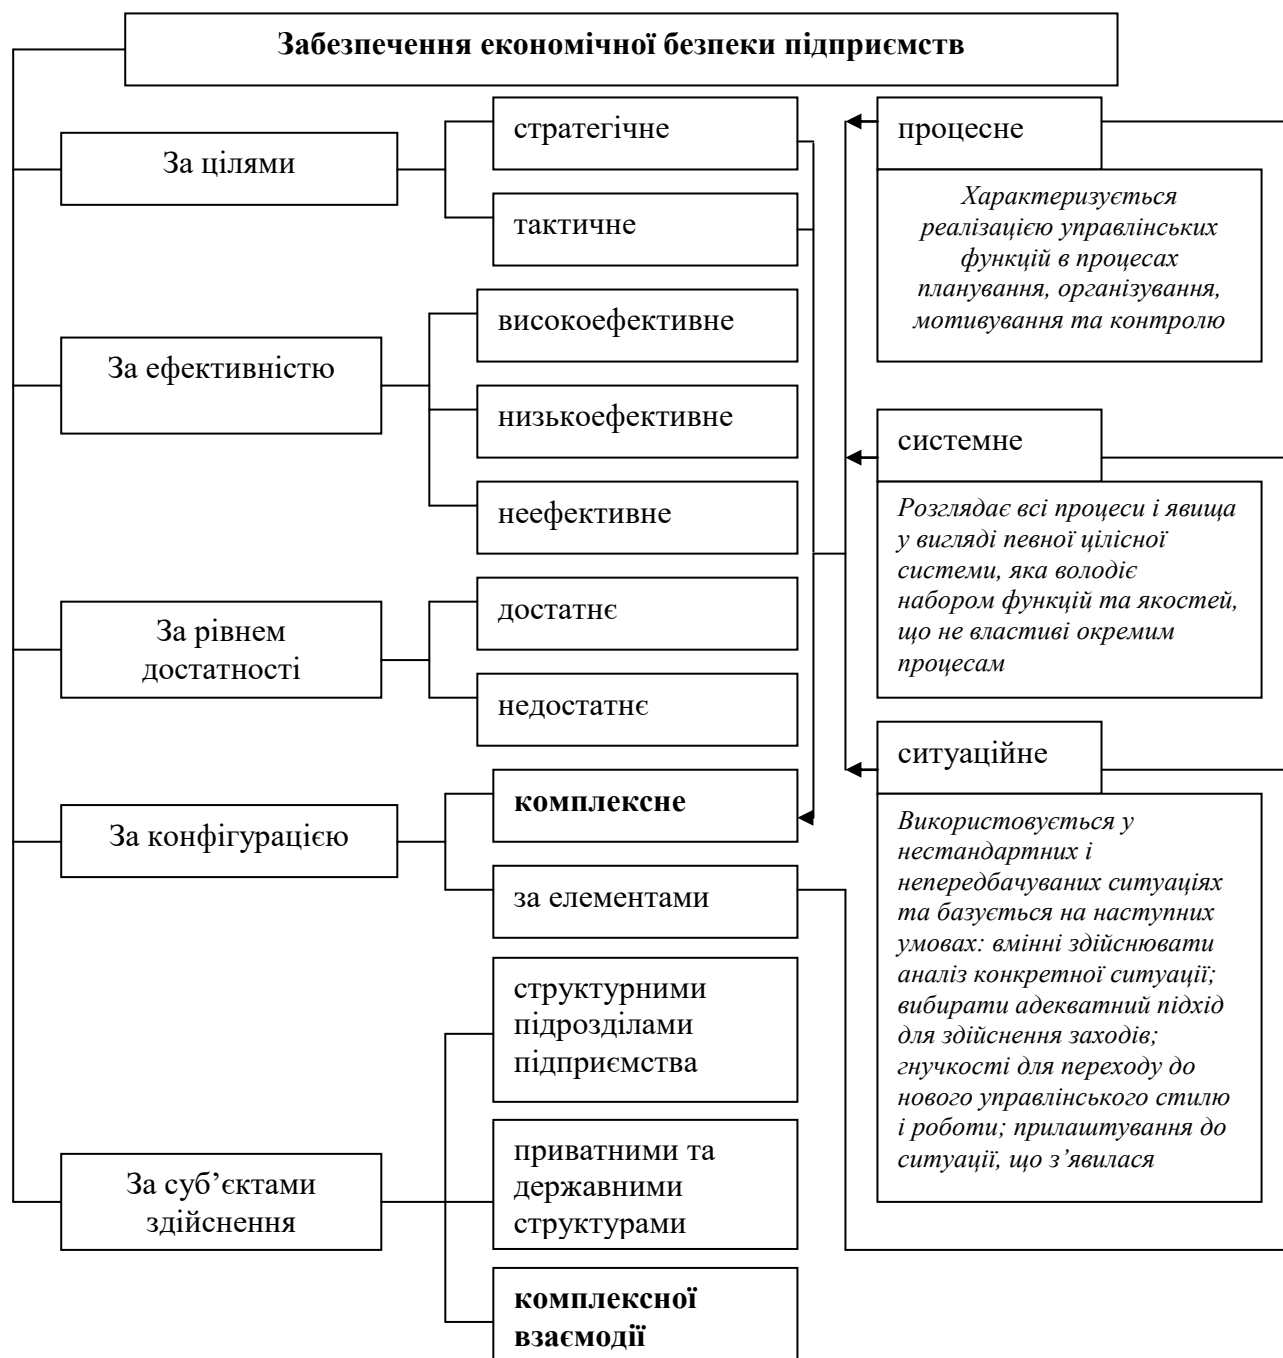 Забезпечення економічної безпеки підприємств
За цілями
стратегічне
тактичне
За ефективністю
високоефективне
низькоефективне
неефективне
За рівнем
достатності
достатнє
недостатнє
За конфігурацією
комплексне
за елементами
За суб’єктами
здійснення
структурними
підрозділами
підприємства
приватними та
державними
структурами
комплексної
взаємодії
процесне
Характеризується
реалізацією управлінських
функцій в процесах
планування, організування,
мотивування та контролю
системне
Розглядає всі процеси і явища
у вигляді певної цілісної
системи, яка володіє
набором функцій та якостей,
що не властиві окремим
процесам
ситуаційне
Використовується у
нестандартних і
непередбачуваних ситуаціях
та базується на наступних
умовах: вмінні здійснювати
аналіз конкретної ситуації;
вибирати адекватний підхід
для здійснення заходів;
гнучкості для переходу до
нового управлінського стилю
і роботи; прилаштування до
ситуації, що з’явилася